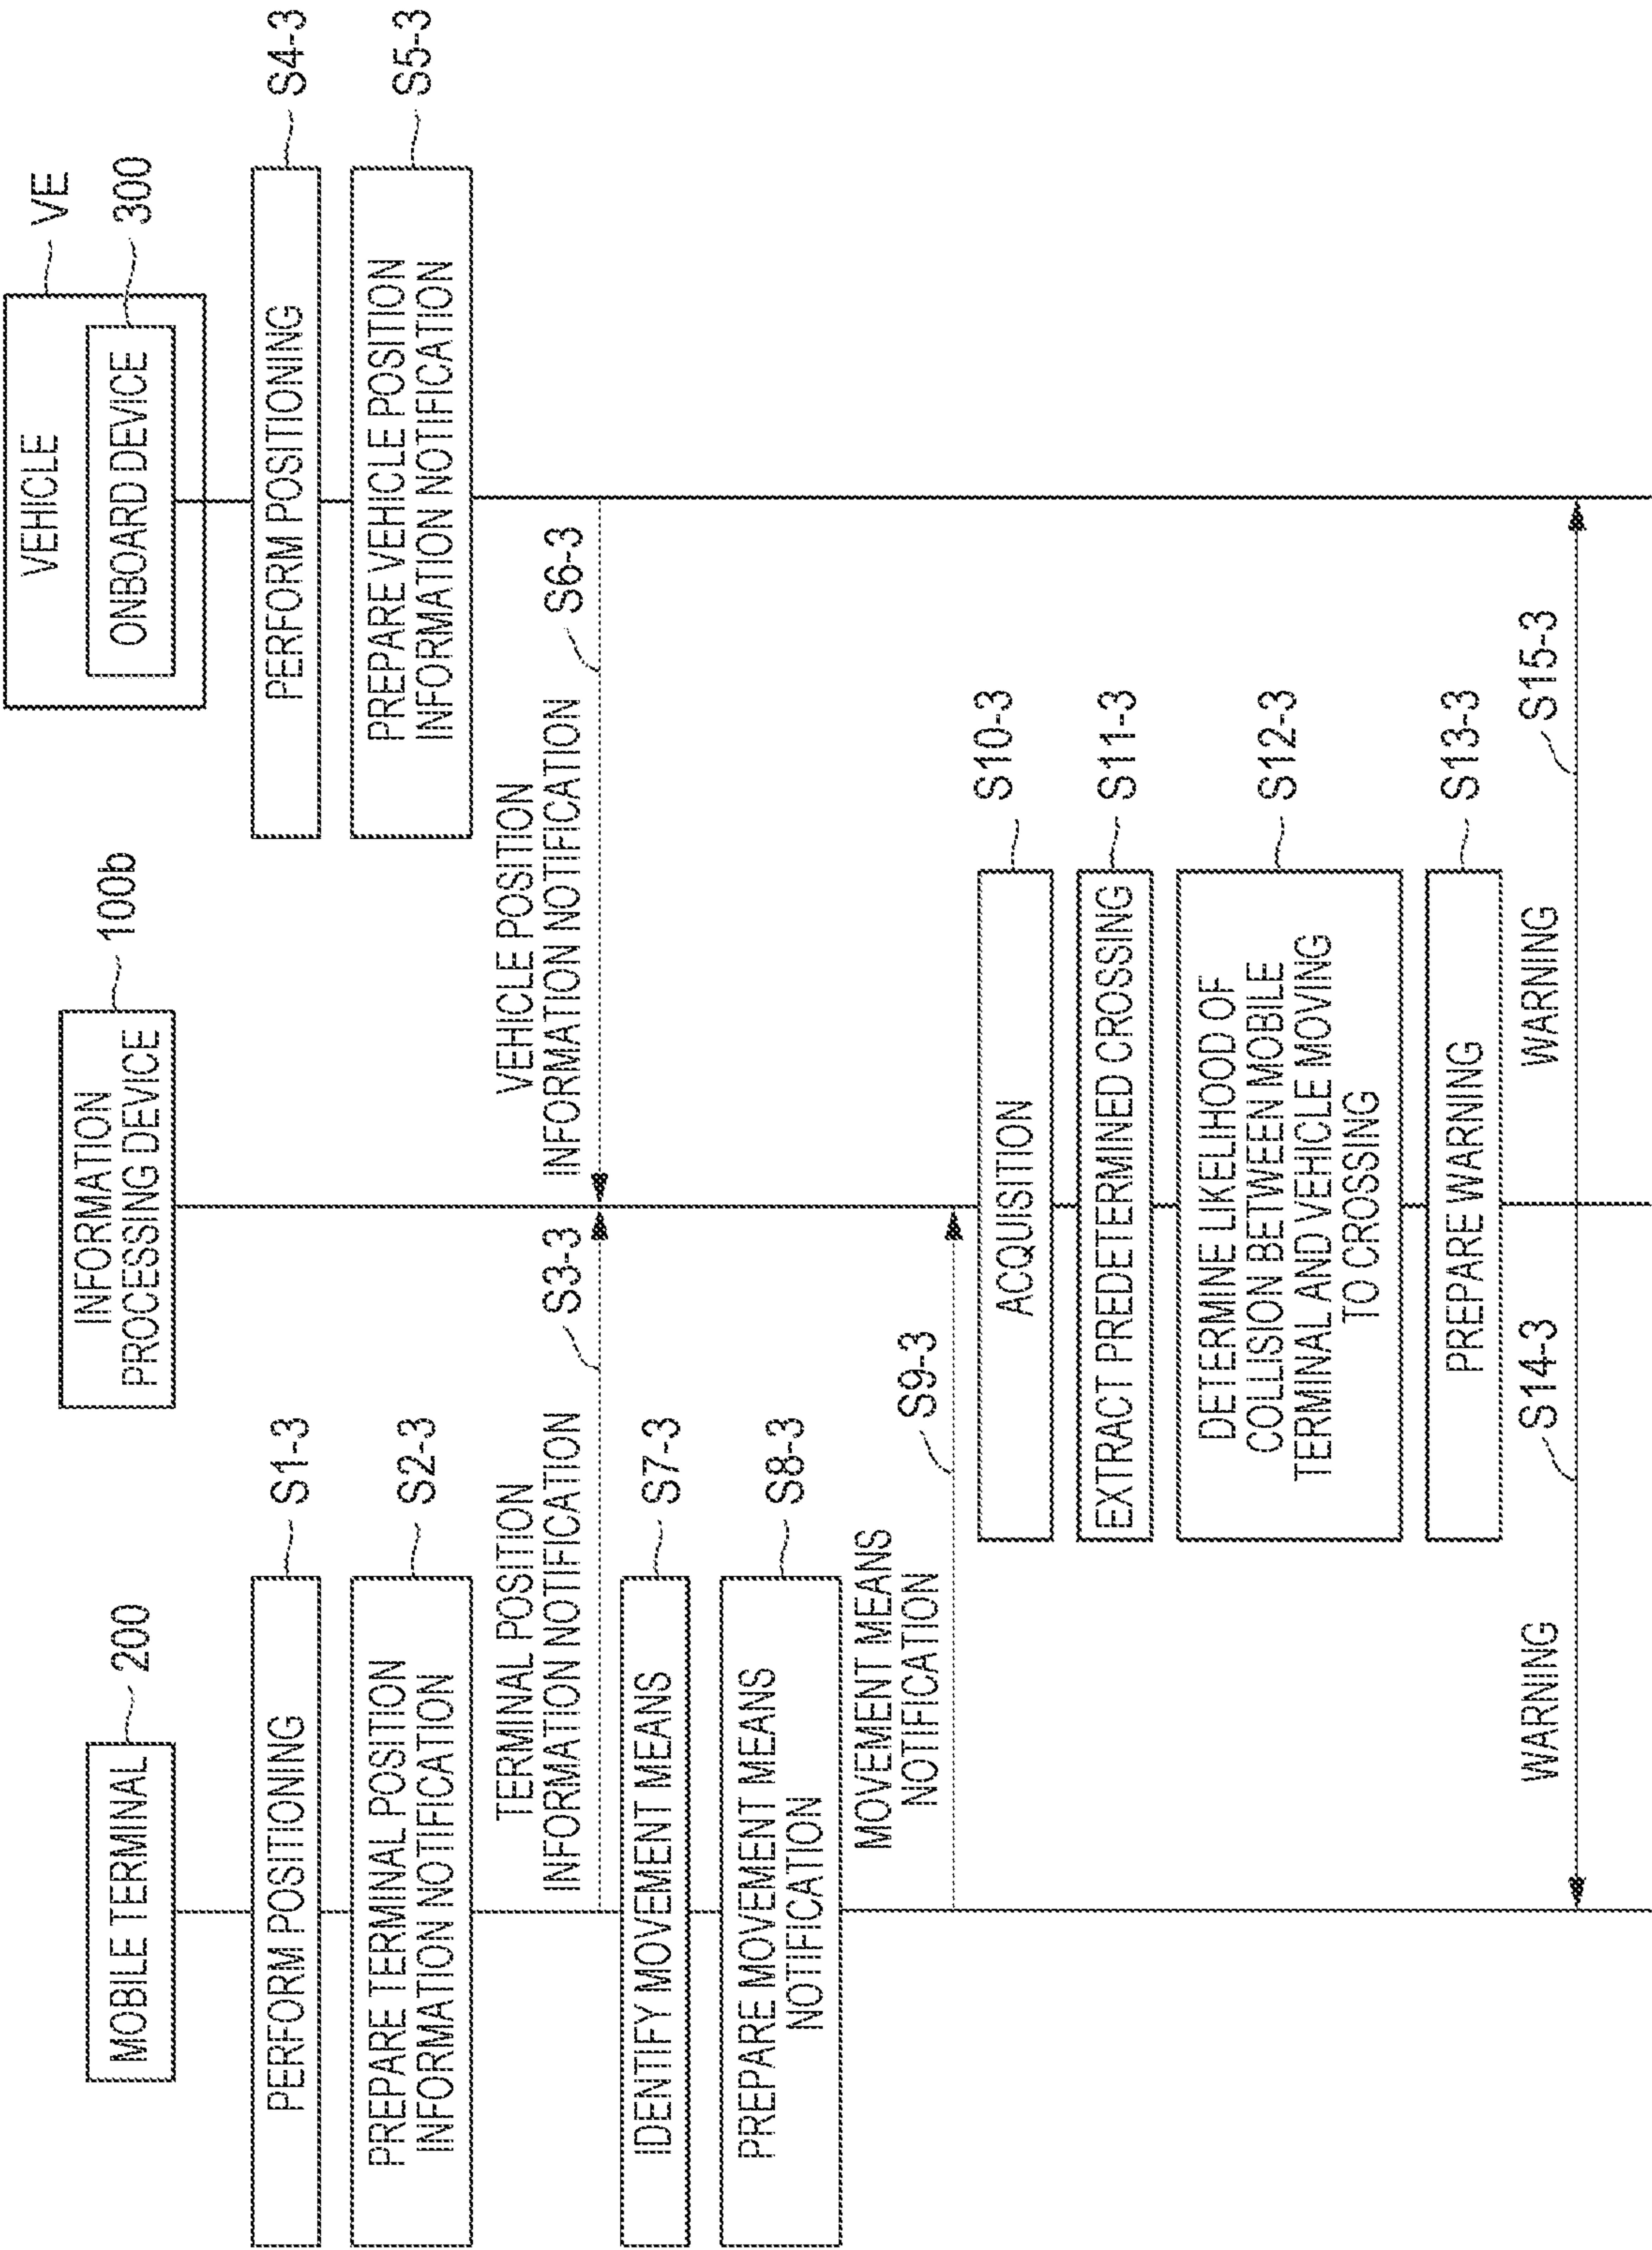 MOBILE TERMINAL
200
INFORMATION
PROCESSING DEVICE
100b
VEHICLE
VE
ONBOARD DEVICE
300
PERFORM POSITIONING
S1-3
PERFORM POSITIONING
S4-3
PREPARE TERMINAL POSITION
INFORMATION NOTIFICATION
S2-3
PREPARE VEHICLE POSITION
INFORMATION NOTIFICATION
S5-3
TERMINAL POSITION
INFORMATION NOTIFICATION
S3-3
VEHICLE POSITION
INFORMATION NOTIFICATION
S6-3
IDENTIFY MOVEMENT MEANS
S7-3
PREPARE MOVEMENT MEANS
NOTIFICATION
S8-3
MOVEMENT MEANS
NOTIFICATION
S9-3
ACQUISITION
S10-3
EXTRACT PREDETERMINED CROSSING
S11-3
DETERMINE LIKELIHOOD OF
COLLISION BETWEEN MOBILE
TERMINAL AND VEHICLE MOVING
TO CROSSING
S12-3
PREPARE WARNING
S13-3
WARNING
S14-3
WARNING
S15-3